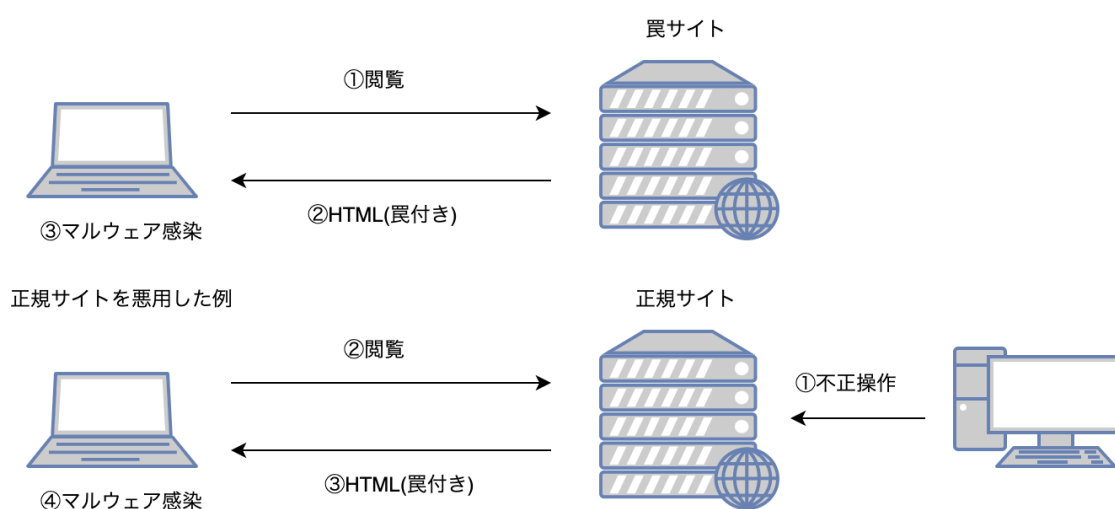 罠サイト
①閲覧
②HTML(罠付き)
③マルウェア感染
正規サイトを悪用した例
正規サイト
②閲覧
①不正操作
③HTML(罠付き)
④マルウェア感染